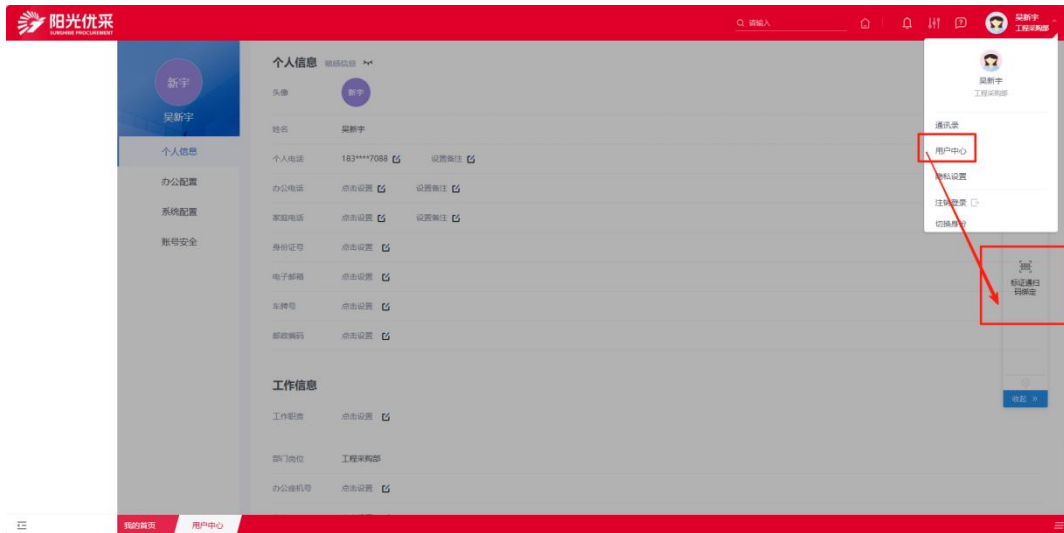 阳光优采
SUNSHINE PROCUREMENT
请输入
吴新宇
工程采购部
新宇
吴新宇
个人信息
办公配置
系统配置
账号安全
个人信息 敏感信息
头像 新宇
姓名 吴新宇
个人电话 183****7088 设置备注
办公电话 点击设置 设置备注
家庭电话 点击设置 设置备注
身份证号 点击设置
电子邮箱 点击设置
车牌号 点击设置
邮政编码 点击设置
工作信息
工作职责 点击设置
部门岗位 工程采购部
办公座机号 点击设置
吴新宇
工程采购部
通讯录
用户中心
隐私设置
注销登录
切换身份
标证通扫
码绑定
收起 »
我的首页 用户中心